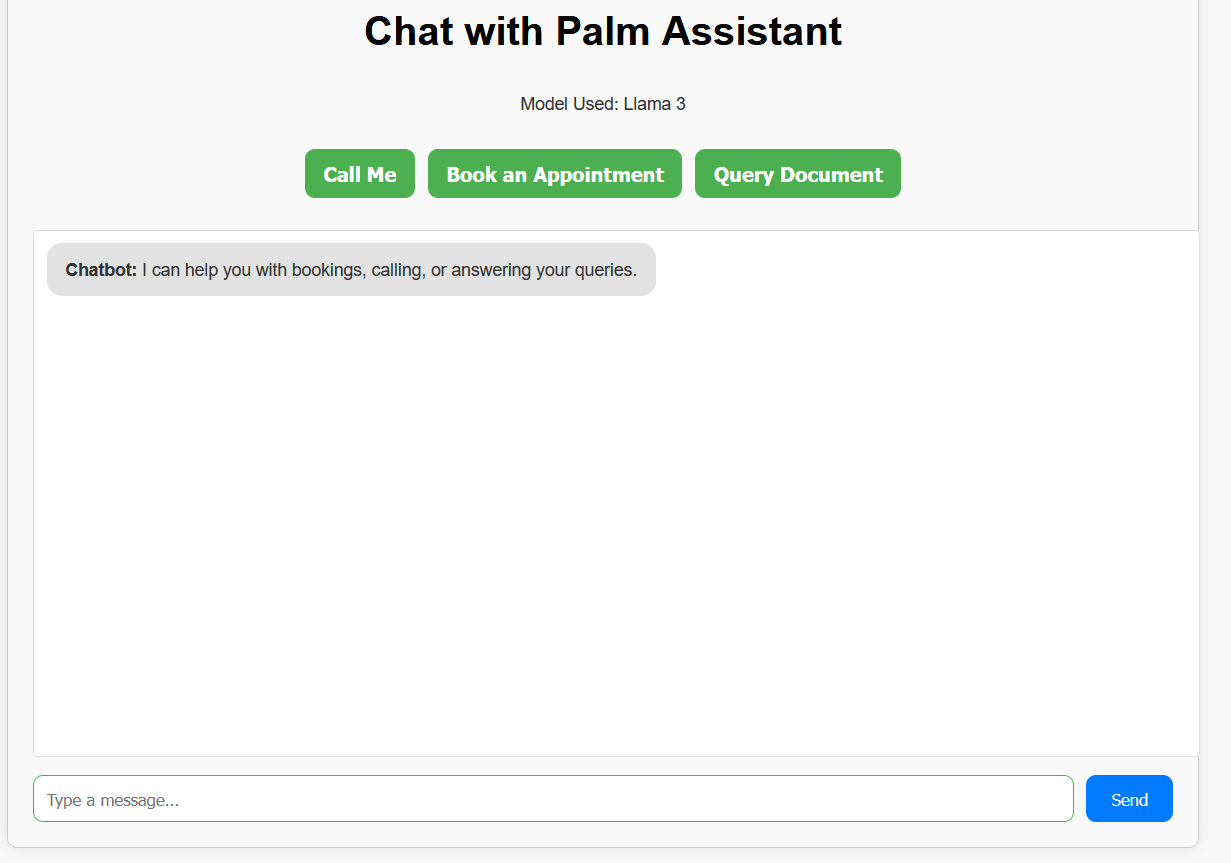 Chat with Palm Assistant
Model Used: Llama 3
Call Me
Book an Appointment
Query Document
Chatbot: I can help you with bookings, calling, or answering your queries.
Type a message...
Send